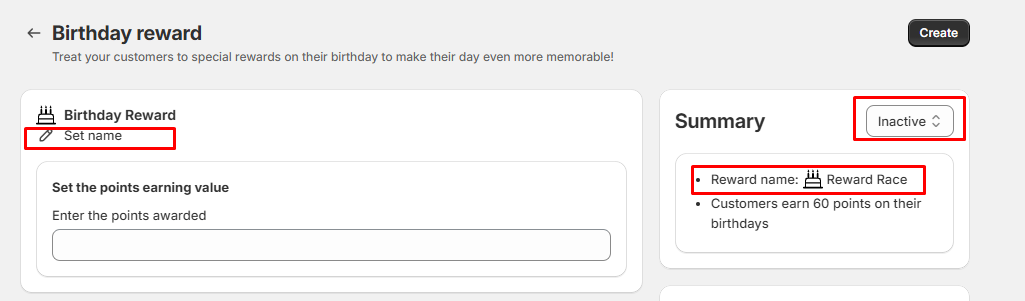 Birthday reward
Create
Treat your customers to special rewards on their birthday to make their day even more memorable!
Birthday Reward
Set name
Set the points earning value
Enter the points awarded
Summary
Inactive
• Reward name: Reward Race
• Customers earn 60 points on their
birthdays